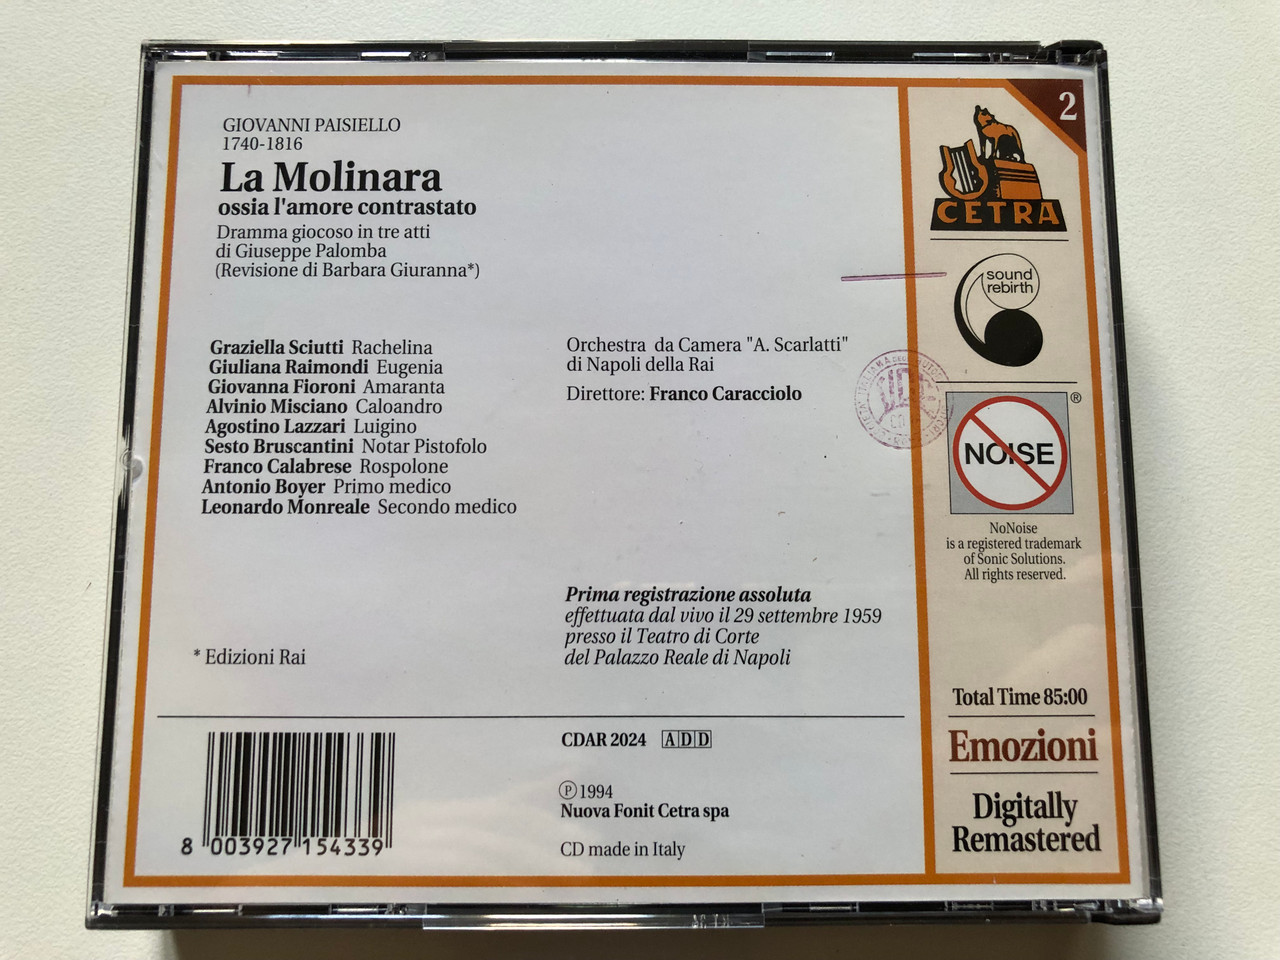 GIOVANNI PAISIELLO
1740-1816
La Molinara
ossia l'amore contrastato
Dramma giocoso in tre atti
di Giuseppe Palomba
(Revisione di Barbara Giuranna*)
Graziella Sciutti Rachelina
Giuliana Raimondi Eugenia
Giovanna Fioroni Amaranta
Alvinio Misciano Caloandro
Agostino Lazzari Luigino
Sesto Bruscantini Notar Pistofolo
Franco Calabrese Rospolone
Antonio Boyer Primo medico
Leonardo Monreale Secondo medico
* Edizioni Rai
Orchestra da Camera "A. Scarlatti"
di Napoli della Rai
Direttore: Franco Caracciolo
Prima registrazione assoluta
effettuata dal vivo il 29 settembre 1959
presso il Teatro di Corte
del Palazzo Reale di Napoli
8 003927 154339
CDAR 2024 ADD
℗ 1994
Nuova Fonit Cetra spa
CD made in Italy
2
CETRA
sound
rebirth
NOISE ®
NoNoise
is a registered trademark
of Sonic Solutions.
All rights reserved.
Total Time 85:00
Emozioni
Digitally
Remastered